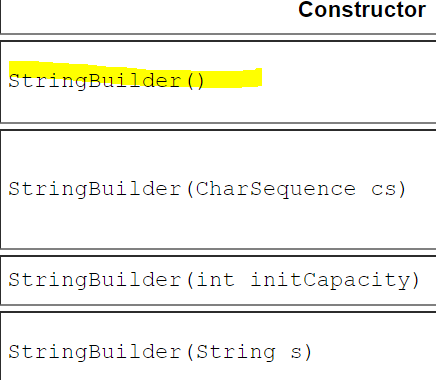 Constructor
StringBuilder()
StringBuilder(CharSequence cs)
StringBuilder(int initCapacity)
StringBuilder(String s)